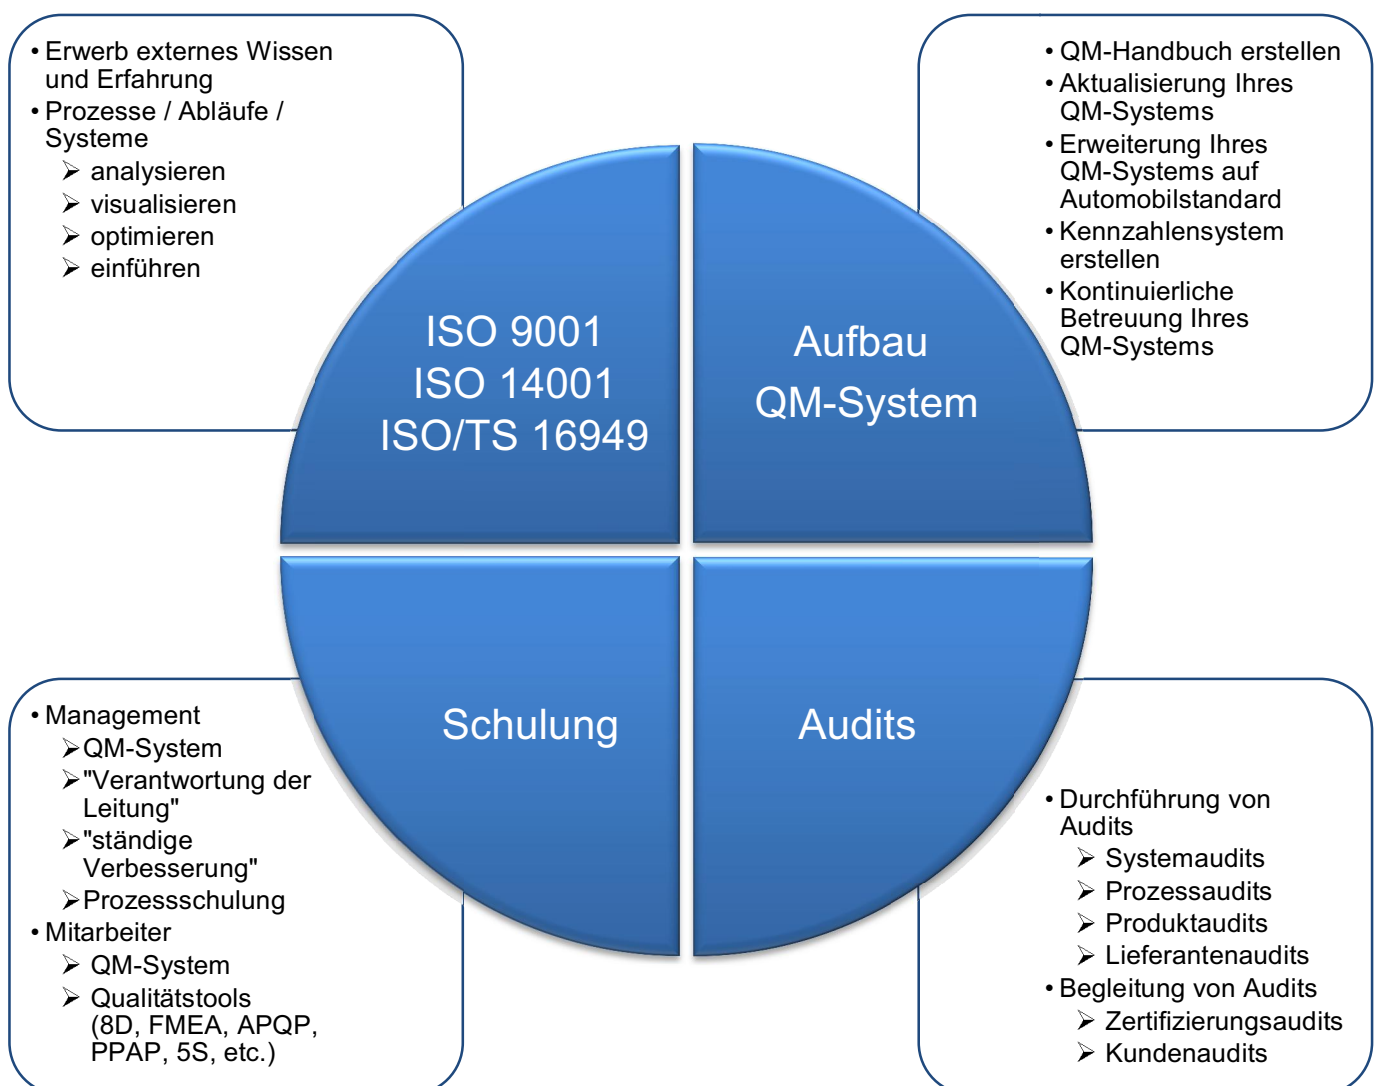 • Erwerb externes Wissen
und Erfahrung
• Prozesse / Abläufe /
Systeme
➢ analysieren
➢ visualisieren
➢ optimieren
➢ einführen
• QM-Handbuch erstellen
• Aktualisierung Ihres
QM-Systems
• Erweiterung Ihres
QM-Systems auf
Automobilstandard
• Kennzahlensystem
erstellen
• Kontinuierliche
Betreuung Ihres
QM-Systems
ISO 9001
ISO 14001
ISO/TS 16949
Aufbau
QM-System
Schulung
Audits
• Management
➢QM-System
➢"Verantwortung der
Leitung"
➢"ständige
Verbesserung"
➢Prozessschulung
• Mitarbeiter
➢ QM-System
➢ Qualitätstools
(8D, FMEA, APQP,
PPAP, 5S, etc.)
• Durchführung von
Audits
➢ Systemaudits
➢ Prozessaudits
➢ Produktaudits
➢ Lieferantenaudits
• Begleitung von Audits
➢ Zertifizierungsaudits
➢ Kundenaudits